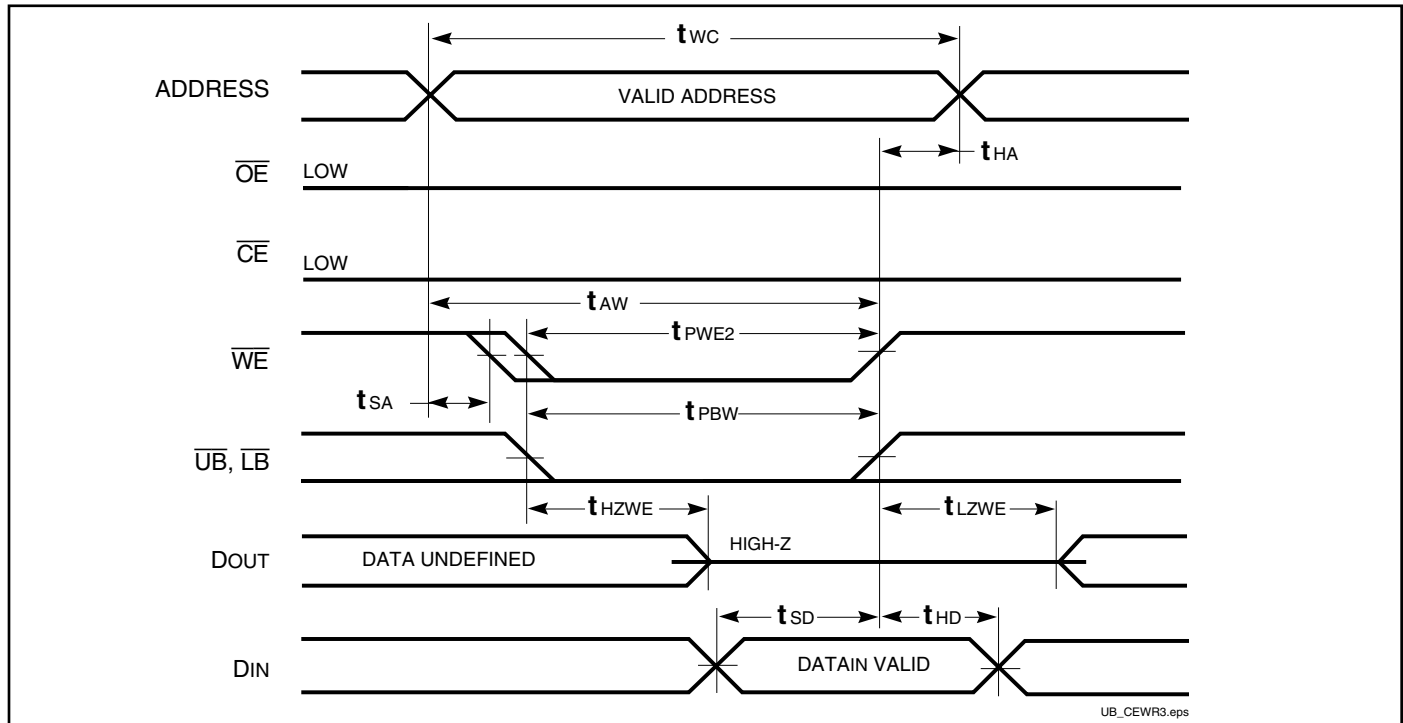 tWC
ADDRESS
VALID ADDRESS
tHA
OE
LOW
CE
LOW
tAW
tPWE2
WE
tSA
tPBW
UB, LB
tHZWE
tLZWE
DOUT
DATA UNDEFINED
HIGH-Z
tSD
tHD
DIN
DATAIN VALID
UB_CEWR3.eps